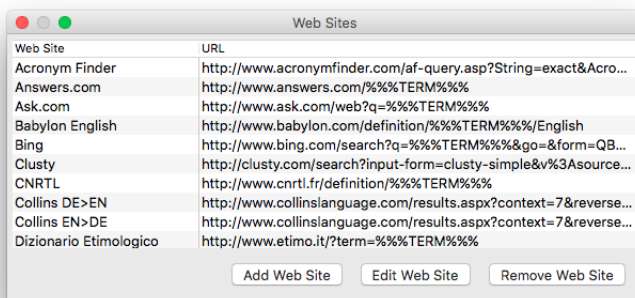 Web Sites
Web Site URL
Acronym Finder http://www.acronymfinder.com/af-query.asp?String=exact&Acro...
Answers.com http://www.answers.com/%%%TERM%%%
Ask.com http://www.ask.com/web?q=%%%TERM%%%
Babylon English http://www.babylon.com/definition/%%%TERM%%%/English
Bing http://www.bing.com/search?q=%%%TERM%%%&go=&form=QB...
Clusty http://clusty.com/search?input-form=clusty-simple&v%3Asource...
CNRTL http://www.cnrtl.fr/definition/%%%TERM%%%
Collins DE>EN http://www.collinslanguage.com/results.aspx?context=7&reverse...
Collins EN>DE http://www.collinslanguage.com/results.aspx?context=7&reverse...
Dizionario Etimologico http://www.etimo.it/?term=%%%TERM%%%
Add Web Site Edit Web Site Remove Web Site